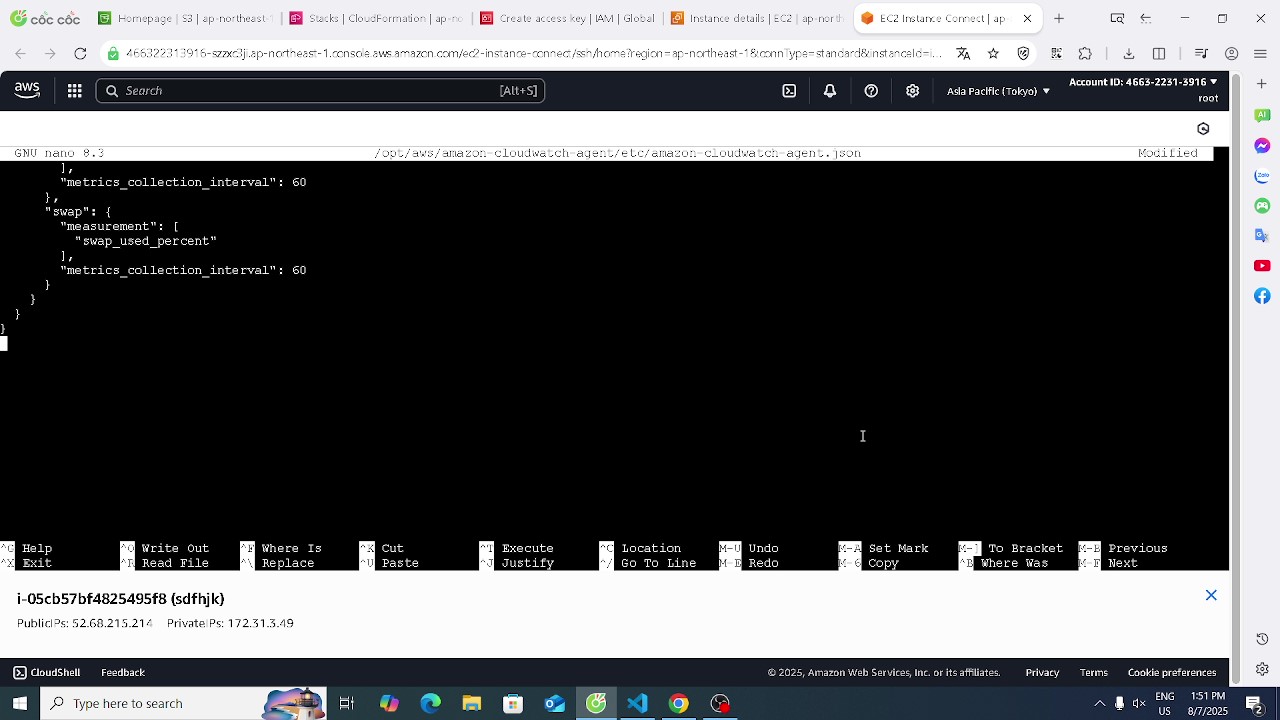 cốc cốc
Home p | S3 | ap-northeast-1
Stacks | CloudFormation | ap-no
Create access key | IAM | Global
Instance details | EC2 | ap-north
EC2 Instance Connect | ap-
466322313916-szzxc3ji.ap-northeast-1.console.aws.amazon.com/ec2-instance-connect/ssh/home?region=ap-northeast-1&connType=standard&instanceId=i...
aws
Search
[Alt+S]
Asia Pacific (Tokyo)
Account ID: 4663-2231-3916
root
GNU nano 8.3
/opt/aws/amazon-cloudwatch-agent/etc/amazon-cloudwatch-agent.json
Modified
],
"metrics_collection_interval": 60
},
"swap": {
"measurement": [
"swap_used_percent"
],
"metrics_collection_interval": 60
}
}
}
}
^G Help ^O Write Out ^F Where Is ^K Cut ^T Execute ^C Location M-U Undo M-A Set Mark M-] To Bracket M-B Previous
^X Exit ^R Read File ^\ Replace ^U Paste ^J Justify ^/ Go To Line M-E Redo M-6 Copy ^B Where Was M-F Next
i-05cb57bf4825495f8 (sdfhjk)
PublicIPs: 52.68.215.214 PrivateIPs: 172.31.3.49
CloudShell Feedback
© 2025, Amazon Web Services, Inc. or its affiliates. Privacy Terms Cookie preferences
AI
Zalo
Type here to search
ENG
US
1:51 PM
8/7/2025
2